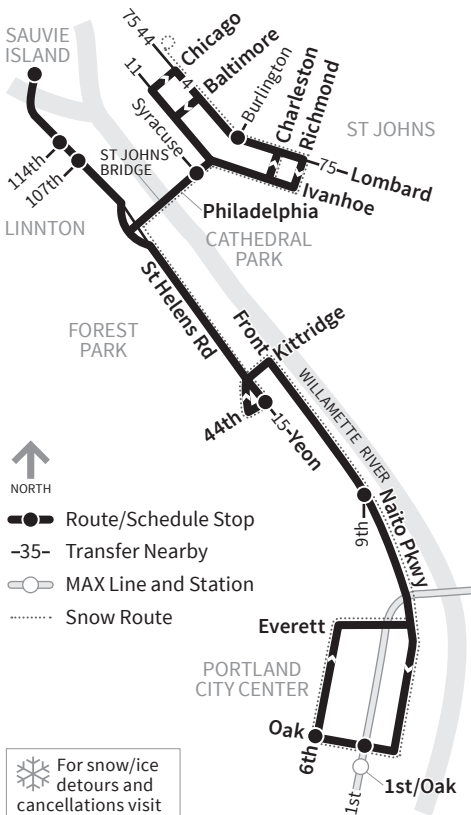 SAUVIE
ISLAND
75 44
Chicago
11
4
Baltimore
Burlington
Charleston
Richmond
ST JOHNS
Syracuse
ST JOHNS
BRIDGE
114th
107th
–75–Lombard
Ivanhoe
Philadelphia
LINNTON
CATHEDRAL
PARK
St Helens Rd
FOREST
PARK
Front
Kittridge
44th
–15–Yeon
WILLAMETTE RIVER
NORTH
Route/Schedule Stop
–35– Transfer Nearby
MAX Line and Station
Snow Route
9th
Naito Pkwy
Everett
PORTLAND
CITY CENTER
Oak
6th
1st
1st/Oak
For snow/ice
detours and
cancellations visit